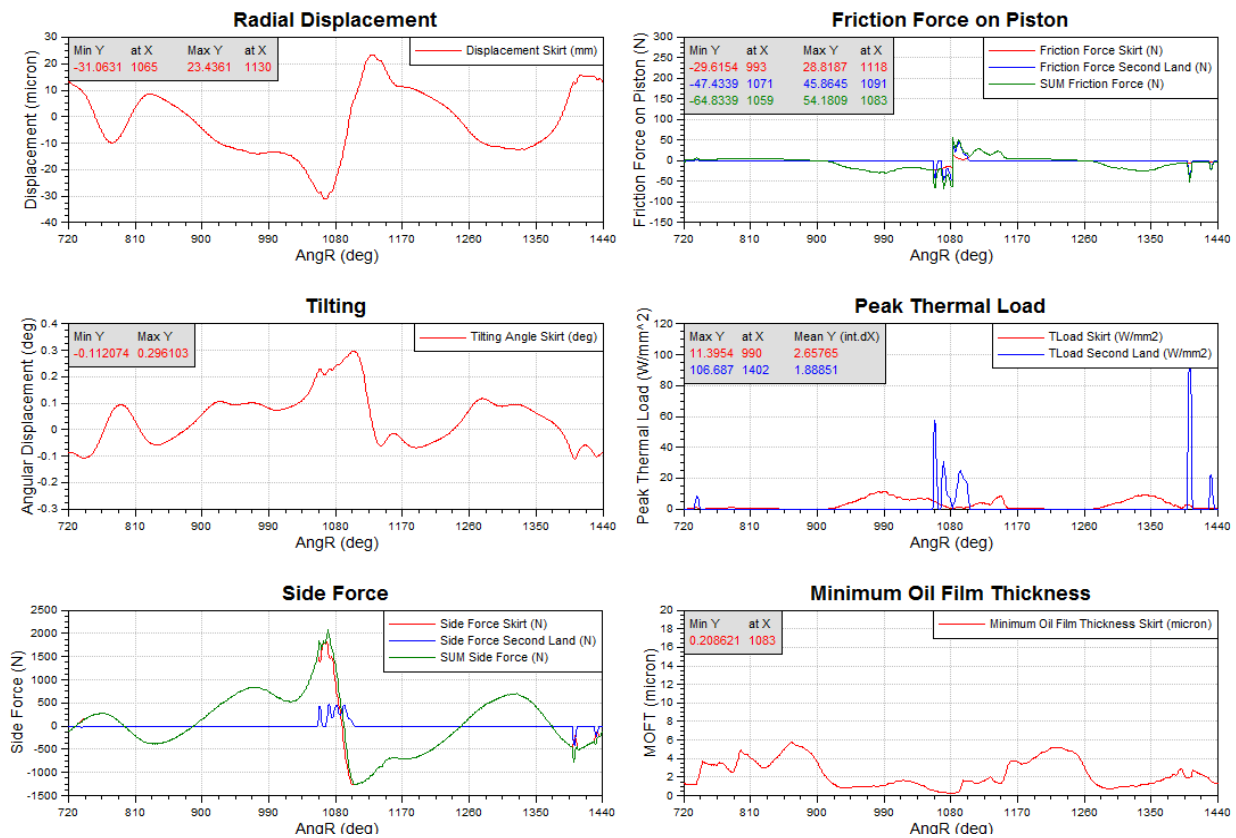 Radial Displacement
Displacement (micron)
30
20
10
0
-10
-20
-30
-40
Min Y at X Max Y at X
-31.0631 1065 23.4361 1130
Displacement Skirt (mm)
720 810 900 990 1080 1170 1260 1350 1440
AngR (deg)
Friction Force on Piston
Friction Force on Piston (N)
300
250
200
150
100
50
0
-50
-100
-150
Min Y at X Max Y at X
-29.6154 993 28.8187 1118
-47.4339 1071 45.8645 1091
-64.8339 1059 54.1809 1083
Friction Force Skirt (N)
Friction Force Second Land (N)
SUM Friction Force (N)
720 810 900 990 1080 1170 1260 1350 1440
AngR (deg)
Tilting
Angular Displacement (deg)
0.4
0.3
0.2
0.1
0
-0.1
-0.2
-0.3
Min Y Max Y
-0.112074 0.296103
Tilting Angle Skirt (deg)
720 810 900 990 1080 1170 1260 1350 1440
AngR (deg)
Peak Thermal Load
Peak Thermal Load (W/mm^2)
120
100
80
60
40
20
0
Max Y at X Mean Y (int.dX)
11.3954 990 2.65765
106.687 1402 1.88851
TLoad Skirt (W/mm2)
TLoad Second Land (W/mm2)
720 810 900 990 1080 1170 1260 1350 1440
AngR (deg)
Side Force
Side Force (N)
2500
2000
1500
1000
500
0
-500
-1000
-1500
Side Force Skirt (N)
Side Force Second Land (N)
SUM Side Force (N)
720 810 900 990 1080 1170 1260 1350 1440
AngR (deg)
Minimum Oil Film Thickness
MOFT (micron)
20
18
16
14
12
10
8
6
4
2
0
Min Y at X
0.208621 1083
Minimum Oil Film Thickness Skirt (micron)
720 810 900 990 1080 1170 1260 1350 1440
AngR (deg)